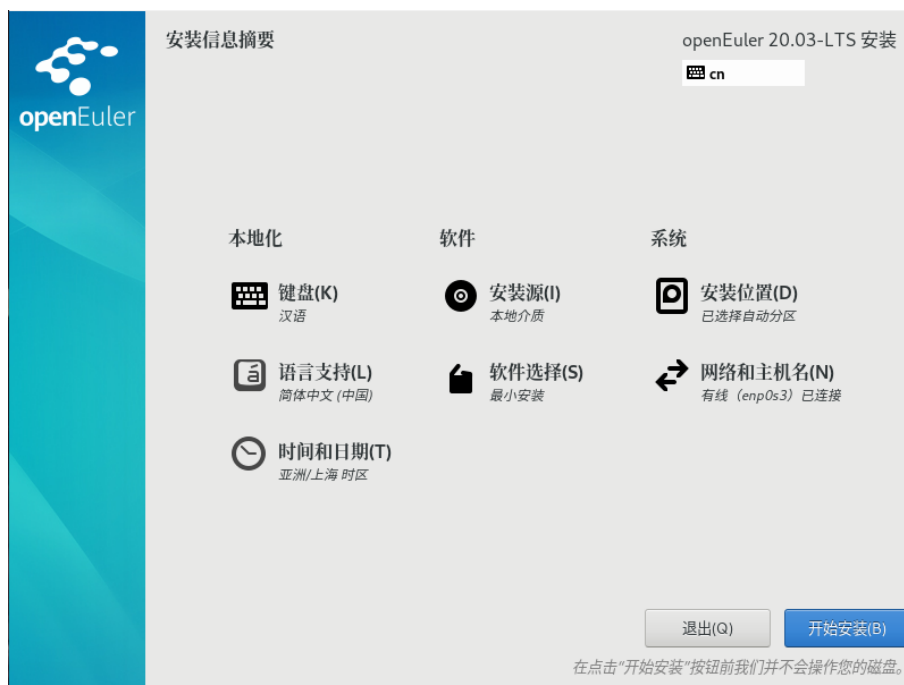 安装信息摘要
openEuler 20.03-LTS 安装
cn
openEuler
本地化
软件
系统
键盘(K)
汉语
安装源(I)
本地介质
安装位置(D)
已选择自动分区
语言支持(L)
简体中文 (中国)
软件选择(S)
最小安装
网络和主机名(N)
有线（enp0s3）已连接
时间和日期(T)
亚洲/上海 时区
退出(Q)
开始安装(B)
在点击“开始安装”按钮前我们并不会操作您的磁盘。